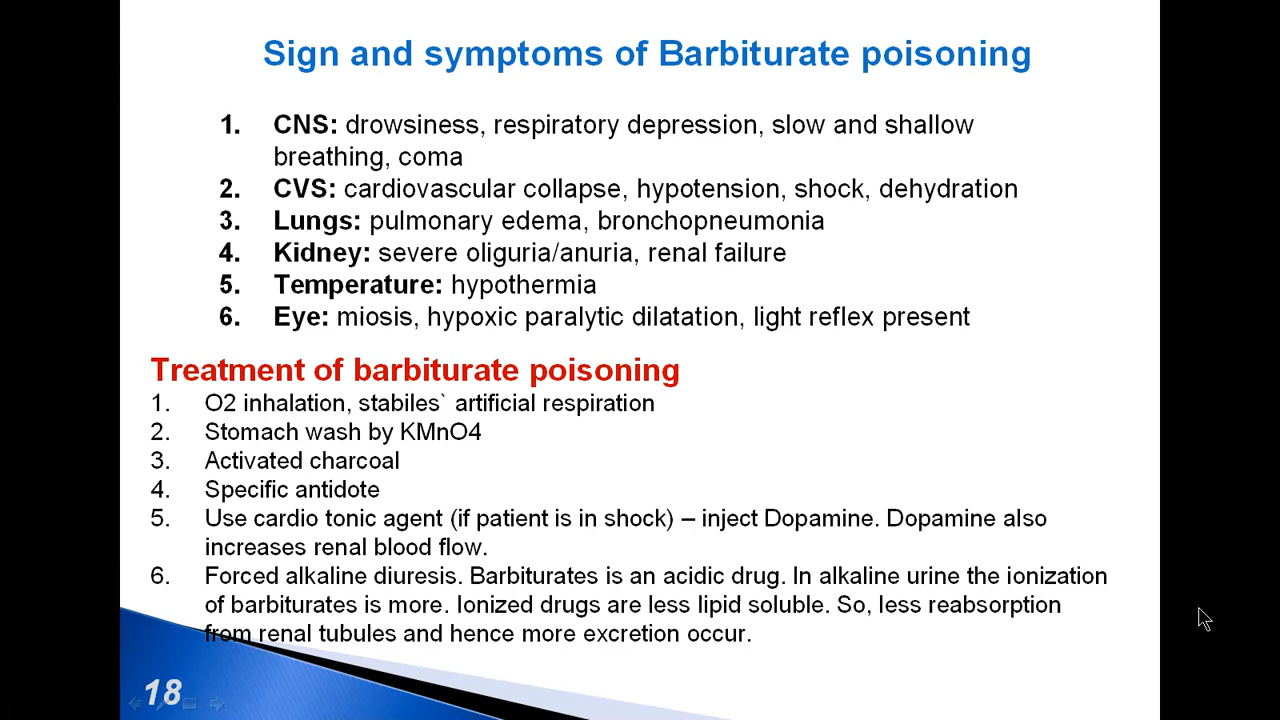 Sign and symptoms of Barbiturate poisoning
1. CNS: drowsiness, respiratory depression, slow and shallow
breathing, coma
2. CVS: cardiovascular collapse, hypotension, shock, dehydration
3. Lungs: pulmonary edema, bronchopneumonia
4. Kidney: severe oliguria/anuria, renal failure
5. Temperature: hypothermia
6. Eye: miosis, hypoxic paralytic dilatation, light reflex present
Treatment of barbiturate poisoning
1. O2 inhalation, stabiles` artificial respiration
2. Stomach wash by KMnO4
3. Activated charcoal
4. Specific antidote
5. Use cardio tonic agent (if patient is in shock) – inject Dopamine. Dopamine also
increases renal blood flow.
6. Forced alkaline diuresis. Barbiturates is an acidic drug. In alkaline urine the ionization
of barbiturates is more. Ionized drugs are less lipid soluble. So, less reabsorption
from renal tubules and hence more excretion occur.
18